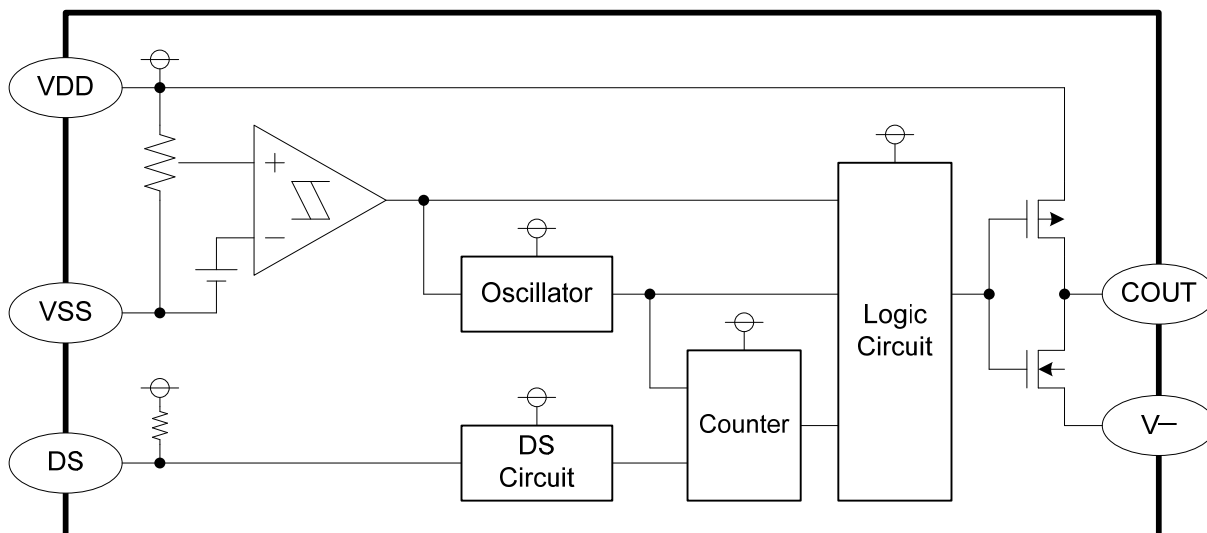 VDD
+
−
VSS
Oscillator
Logic
Circuit
COUT
Counter
V−
DS
DS
Circuit